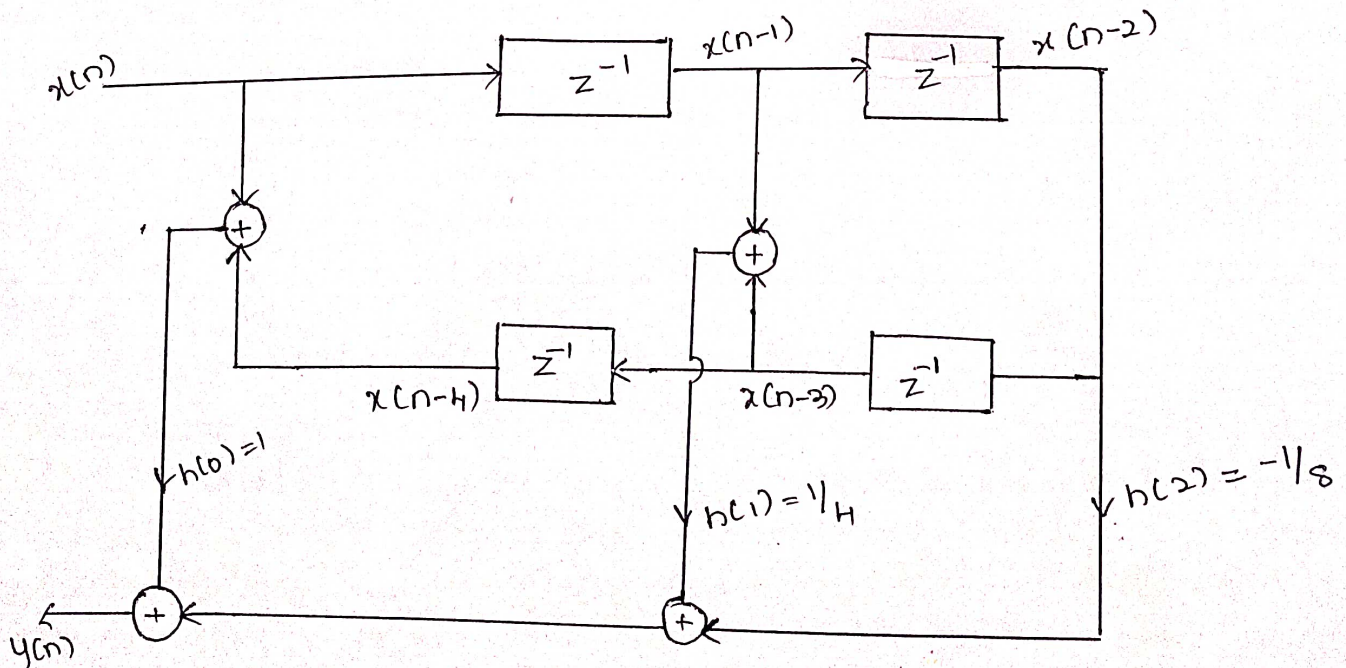 x(n)
z⁻¹
x(n-1)
z⁻¹
x(n-2)
+
+
z⁻¹
x(n-4)
x(n-3)
z⁻¹
h(0)=1
h(1)=1/4
h(2)=-1/8
+
+
y(n)